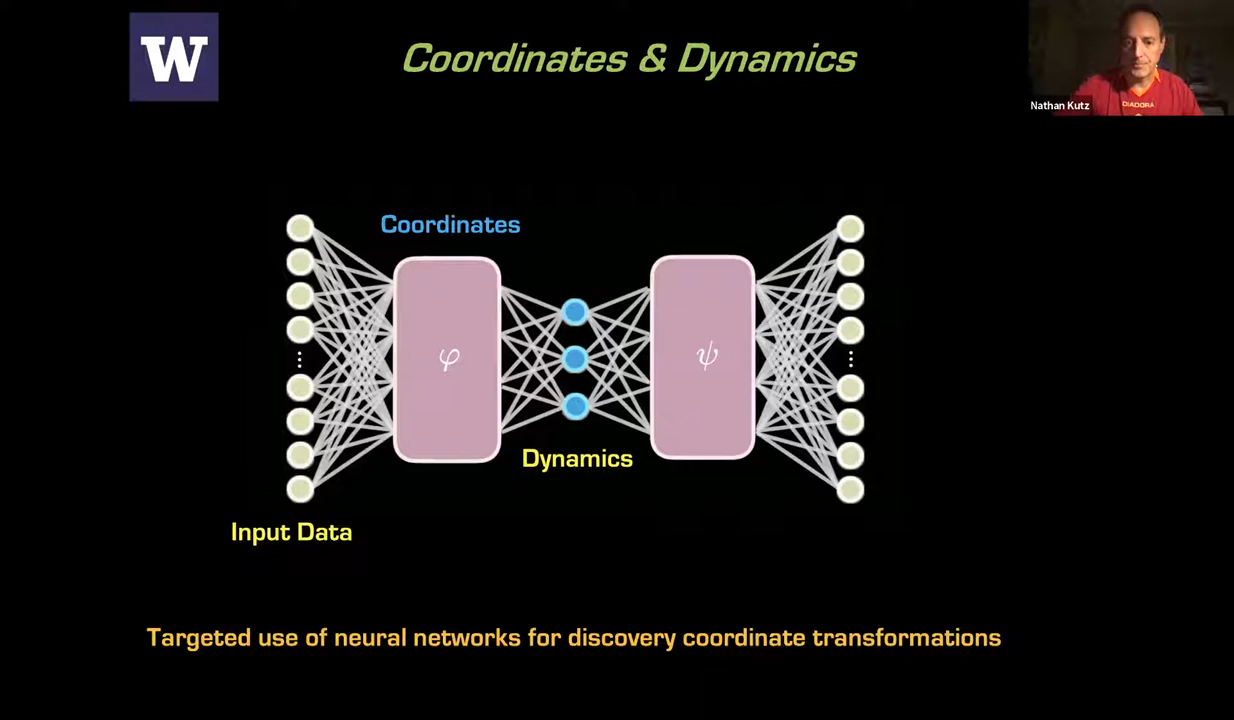 W
Coordinates & Dynamics
Nathan Kutz
DIADORA
Coordinates
φ
ψ
Dynamics
Input Data
Targeted use of neural networks for discovery coordinate transformations